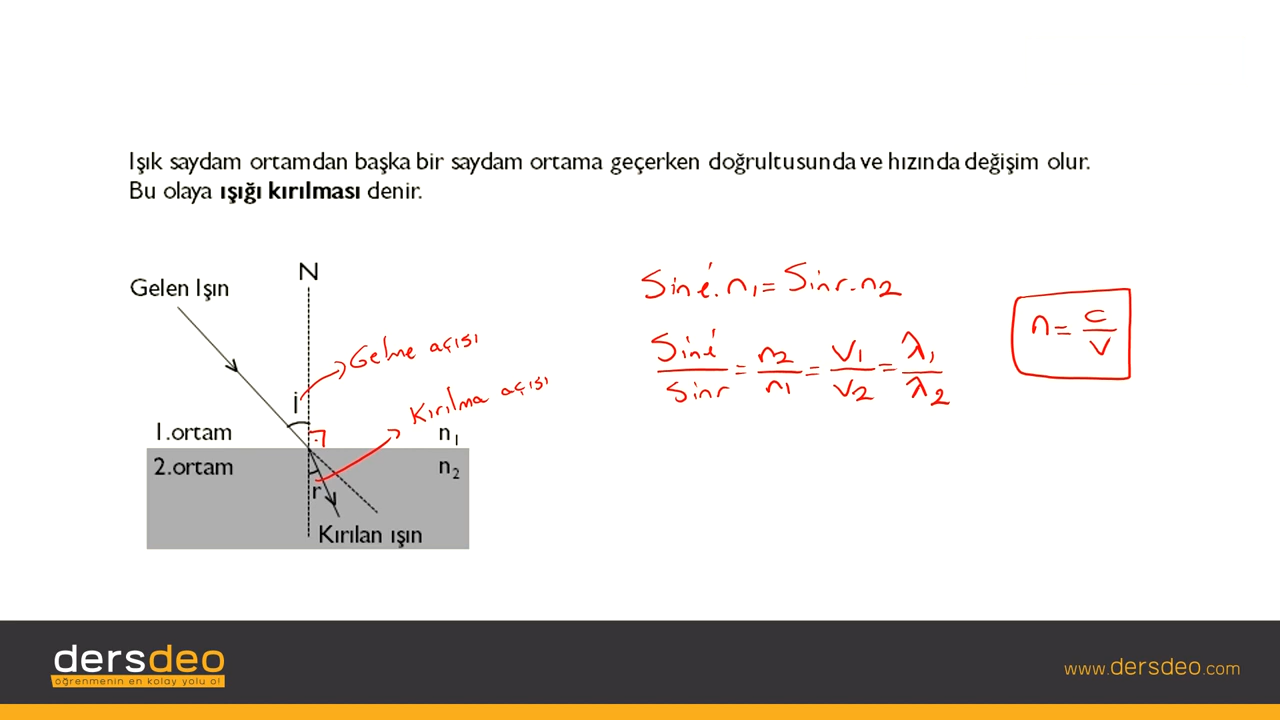 Işık saydam ortamdan başka bir saydam ortama geçerken doğrultusunda ve hızında değişim olur.
Bu olaya ışığı kırılması denir.
N
Gelen Işın
Gelme açısı
i
Kırılma açısı
1.ortam
n₁
2.ortam
n₂
r
Kırılan ışın
Sini.n₁ = Sinr.n₂
Sini/Sinr = n₂/n₁ = V₁/V₂ = λ₁/λ₂
n = c/v
dersdeo
öğrenmenin en kolay yolu o!
www.dersdeo.com